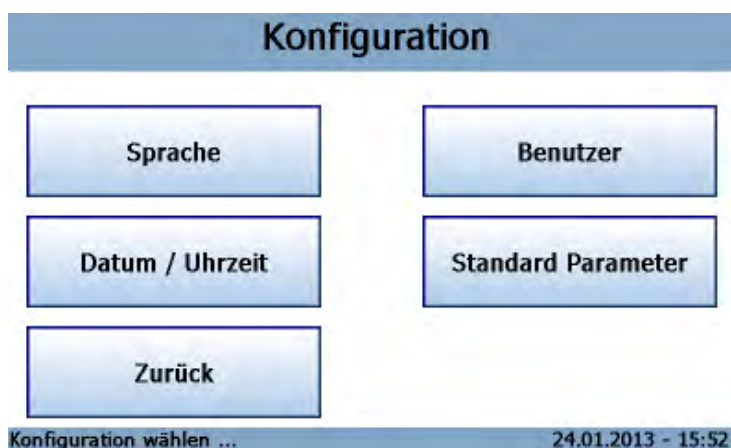 Konfiguration
Sprache
Benutzer
Datum / Uhrzeit
Standard Parameter
Zurück
Konfiguration wählen ...
24.01.2013 - 15:52